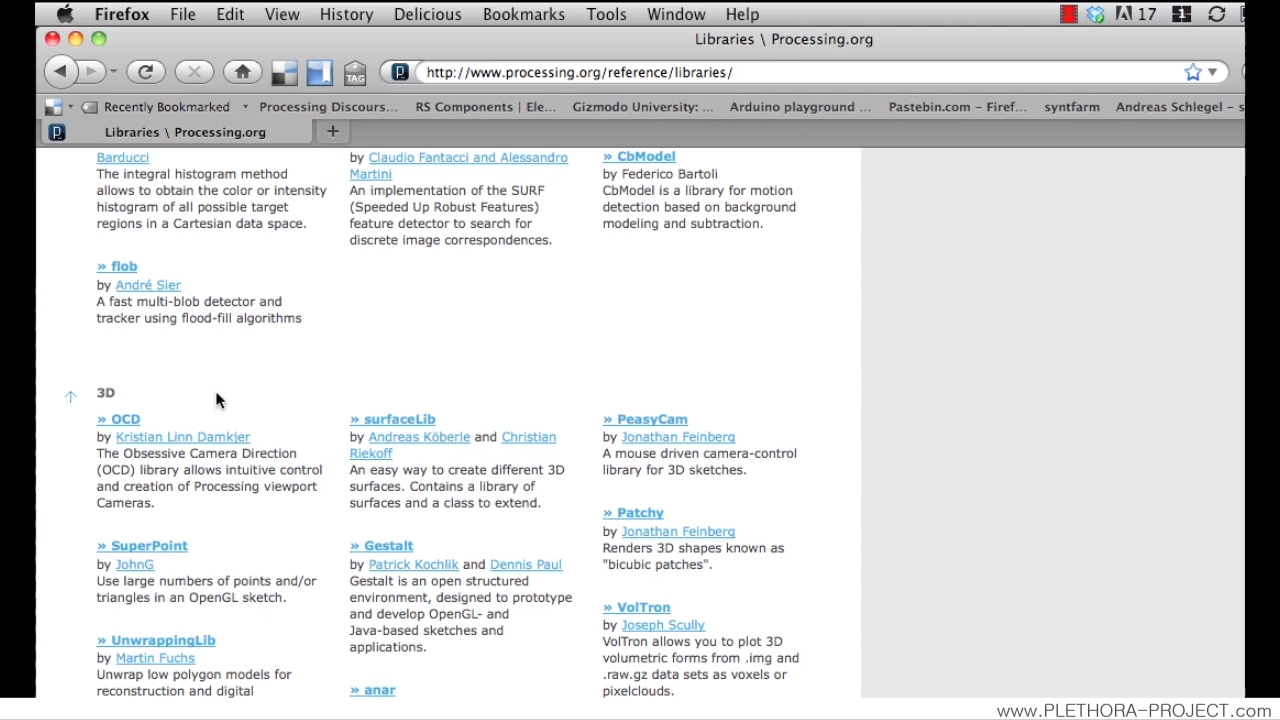 Firefox File Edit View History Delicious Bookmarks Tools Window Help 17
Libraries \ Processing.org
TAG http://www.processing.org/reference/libraries/
Recently Bookmarked Processing Discours... RS Components | Ele... Gizmodo University: ... Arduino playground ... Pastebin.com – Firef... syntfarm Andreas Schlegel – s
Libraries \ Processing.org
Barducci
The integral histogram method
allows to obtain the color or intensity
histogram of all possible target
regions in a Cartesian data space.
by Claudio Fantacci and Alessandro
Martini
An implementation of the SURF
(Speeded Up Robust Features)
feature detector to search for
discrete image correspondences.
» CbModel
by Federico Bartoli
CbModel is a library for motion
detection based on background
modeling and subtraction.
» flob
by André Sier
A fast multi-blob detector and
tracker using flood-fill algorithms
3D
» OCD
by Kristian Linn Damkjer
The Obsessive Camera Direction
(OCD) library allows intuitive control
and creation of Processing viewport
Cameras.
» SuperPoint
by JohnG
Use large numbers of points and/or
triangles in an OpenGL sketch.
» UnwrappingLib
by Martin Fuchs
Unwrap low polygon models for
reconstruction and digital
» surfaceLib
by Andreas Köberle and Christian
Riekoff
An easy way to create different 3D
surfaces. Contains a library of
surfaces and a class to extend.
» Gestalt
by Patrick Kochlik and Dennis Paul
Gestalt is an open structured
environment, designed to prototype
and develop OpenGL- and
Java-based sketches and
applications.
» anar
» PeasyCam
by Jonathan Feinberg
A mouse driven camera-control
library for 3D sketches.
» Patchy
by Jonathan Feinberg
Renders 3D shapes known as
"bicubic patches".
» VolTron
by Joseph Scully
VolTron allows you to plot 3D
volumetric forms from .img and
.raw.gz data sets as voxels or
pixelclouds.
www.PLETHORA-PROJECT.com